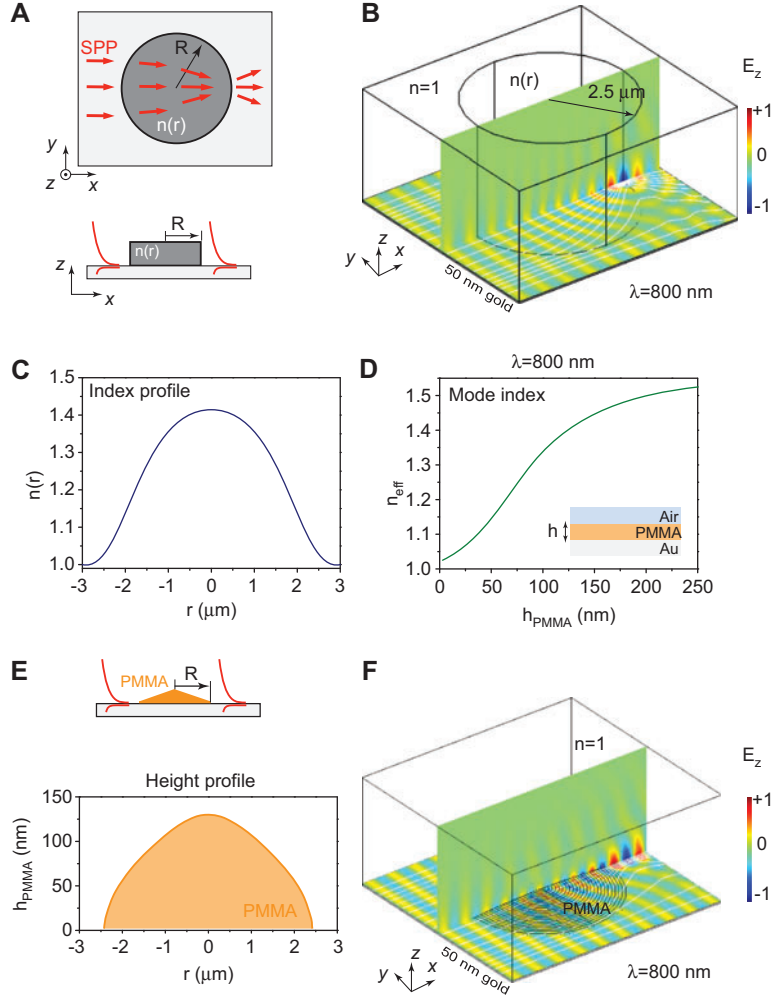 A
SPP
R
n(r)
y
z
x
R
n(r)
z
x
B
n=1
n(r)
2.5 μm
E_z
+1
0
-1
z
y
x
50 nm gold
λ=800 nm
C
Index profile
1.5
1.4
1.3
1.2
1.1
1.0
n(r)
-3 -2 -1 0 1 2 3
r (μm)
D
λ=800 nm
Mode index
1.5
1.4
1.3
1.2
1.1
1.0
n_eff
Air
h
PMMA
Au
0 50 100 150 200 250
h_PMMA (nm)
E
PMMA
R
Height profile
150
125
100
75
50
25
0
h_PMMA (nm)
PMMA
-3 -2 -1 0 1 2 3
r (μm)
F
n=1
E_z
+1
0
-1
PMMA
z
y
x
50 nm gold
λ=800 nm